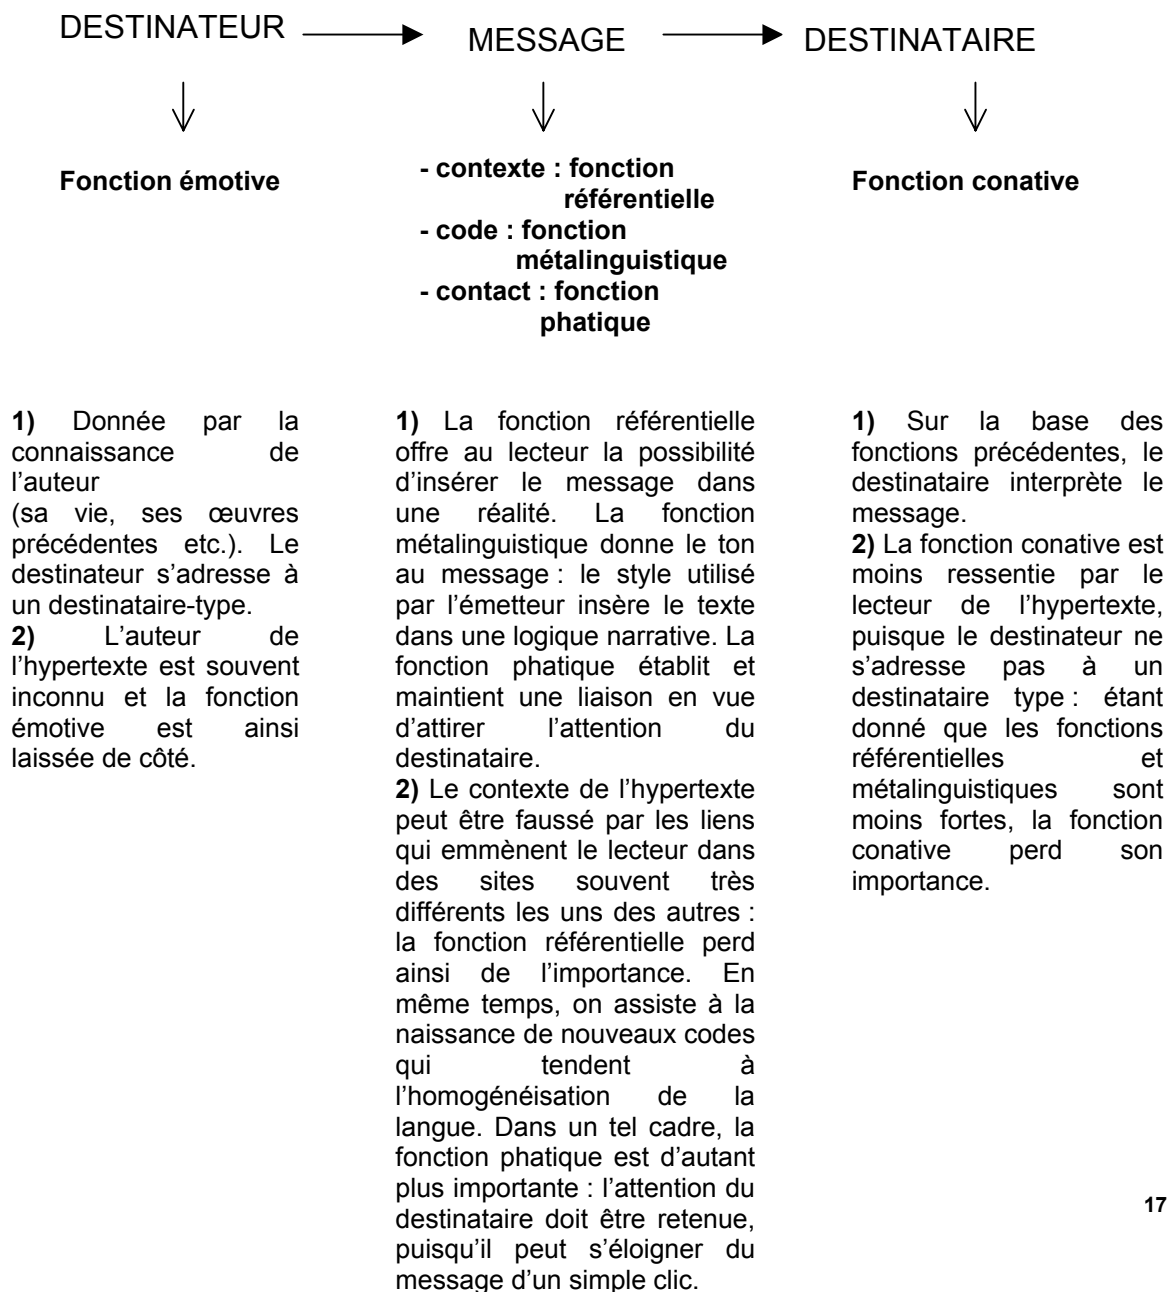 DESTINATEUR
MESSAGE
DESTINATAIRE
Fonction émotive
- contexte : fonction
référentielle
- code : fonction
métalinguistique
- contact : fonction
phatique
Fonction conative
1) Donnée par la
connaissance de
l’auteur
(sa vie, ses œuvres
précédentes etc.). Le
destinateur s’adresse à
un destinataire-type.
2) L’auteur de
l’hypertexte est souvent
inconnu et la fonction
émotive est ainsi
laissée de côté.
1) La fonction référentielle
offre au lecteur la possibilité
d’insérer le message dans
une réalité. La fonction
métalinguistique donne le ton
au message : le style utilisé
par l’émetteur insère le texte
dans une logique narrative. La
fonction phatique établit et
maintient une liaison en vue
d’attirer l’attention du
destinataire.
2) Le contexte de l’hypertexte
peut être faussé par les liens
qui emmènent le lecteur dans
des sites souvent très
différents les uns des autres :
la fonction référentielle perd
ainsi de l’importance. En
même temps, on assiste à la
naissance de nouveaux codes
qui tendent à
l’homogénéisation de la
langue. Dans un tel cadre, la
fonction phatique est d’autant
plus importante : l’attention du
destinataire doit être retenue,
puisqu’il peut s’éloigner du
message d’un simple clic.
1) Sur la base des
fonctions précédentes, le
destinataire interprète le
message.
2) La fonction conative est
moins ressentie par le
lecteur de l’hypertexte,
puisque le destinateur ne
s’adresse pas à un
destinataire type : étant
donné que les fonctions
référentielles et
métalinguistiques sont
moins fortes, la fonction
conative perd son
importance.
17